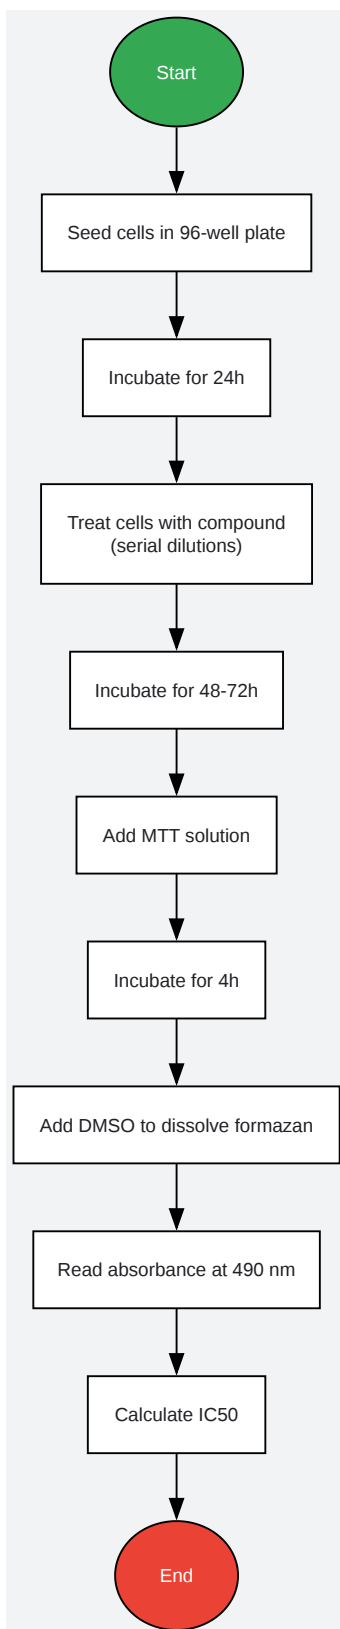 Start
Seed cells in 96-well plate
Incubate for 24h
Treat cells with compound
(serial dilutions)
Incubate for 48-72h
Add MTT solution
Incubate for 4h
Add DMSO to dissolve formazan
Read absorbance at 490 nm
Calculate IC50
End